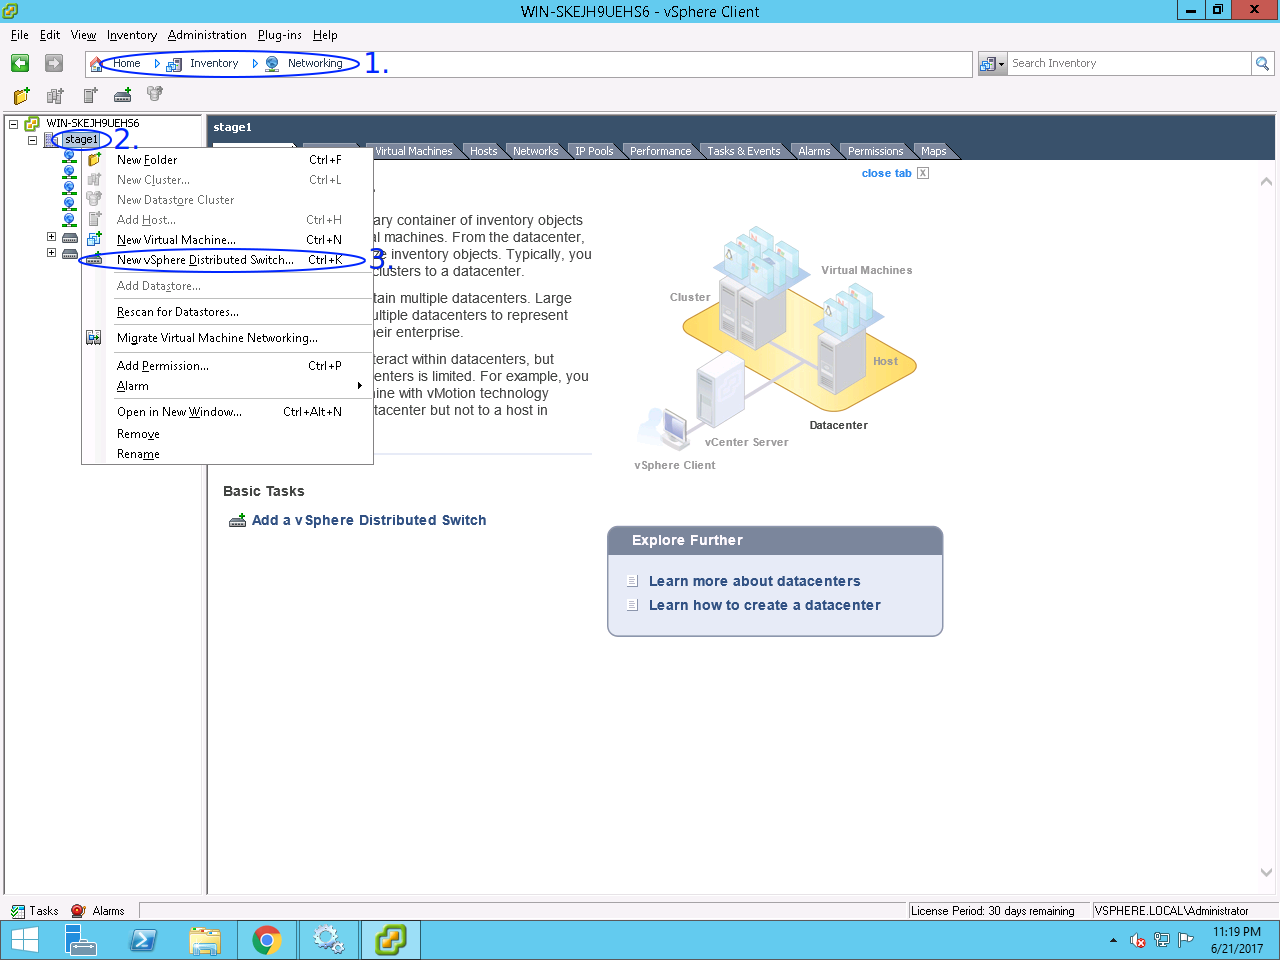 WIN-SKEJH9UEHS6 - vSphere Client
File Edit View Inventory Administration Plug-ins Help
Home Inventory Networking 1. Search Inventory
WIN-SKEJH9UEHS6
stage1 2.
stage1
Virtual Machines Hosts Networks IP Pools Performance Tasks & Events Alarms Permissions Maps
close tab X
New Folder Ctrl+F
New Cluster... Ctrl+L
New Datastore Cluster
Add Host... Ctrl+H
New Virtual Machine... Ctrl+N
New vSphere Distributed Switch... Ctrl+K 3.
Add Datastore...
Rescan for Datastores...
Migrate Virtual Machine Networking...
Add Permission... Ctrl+P
Alarm
Open in New Window... Ctrl+Alt+N
Remove
Rename
ary container of inventory objects
al machines. From the datacenter,
e inventory objects. Typically, you
clusters to a datacenter.
tain multiple datacenters. Large
ultiple datacenters to represent
heir enterprise.
teract within datacenters, but
enters is limited. For example, you
hine with vMotion technology
atacenter but not to a host in
Virtual Machines
Cluster
Host
Datacenter
vCenter Server
vSphere Client
Basic Tasks
Add a vSphere Distributed Switch
Explore Further
Learn more about datacenters
Learn how to create a datacenter
Tasks Alarms License Period: 30 days remaining VSPHERE.LOCAL\Administrator
11:19 PM
6/21/2017